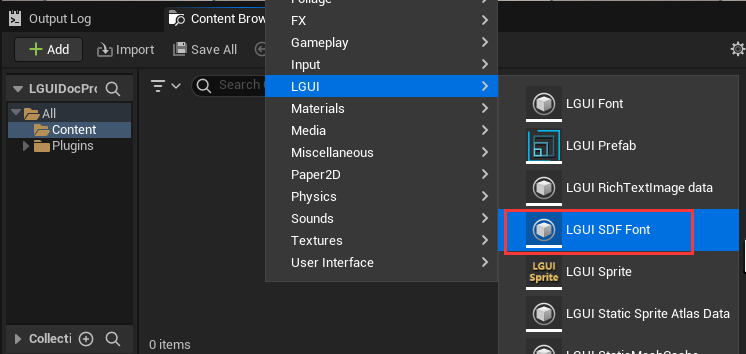 Output Log
Content Brow
Foliage
FX
Gameplay
Input
LGUI
Materials
Media
Miscellaneous
Paper2D
Physics
Sounds
Textures
User Interface
Add
Import
Save All
LGUIDocPro
All
Content
Plugins
Search C
LGUI Font
LGUI Prefab
LGUI RichTextImage data
LGUI SDF Font
LGUI
Sprite
LGUI Sprite
LGUI Static Sprite Atlas Data
LGUI StaticMeshCache
Collecti
0 items